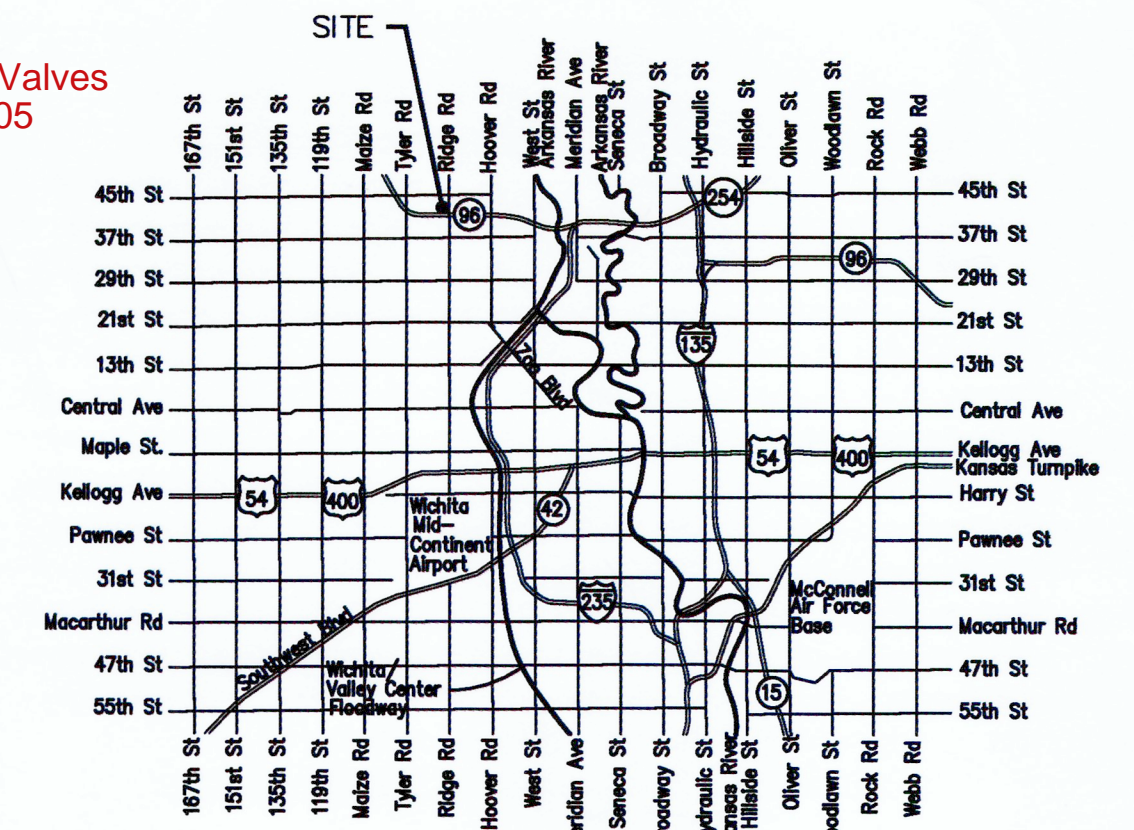 SITE
Valves
05
167th St
151st St
135th St
119th St
Maize Rd
Tyler Rd
Ridge Rd
Hoover Rd
West St
Arkansas River
Meridian Ave
Arkansas River
Seneca St
Broadway St
Hydraulic St
Hillside St
Oliver St
Woodlawn St
Rock Rd
Webb Rd
45th St
96
254
45th St
37th St
37th St
29th St
96
29th St
21st St
135
21st St
13th St
Zoo Blvd
13th St
Central Ave
Central Ave
Maple St.
54
400
Kellogg Ave
Kansas Turnpike
Kellogg Ave
54
400
Harry St
Wichita
Mid-
Continent
Airport
42
Pawnee St
Pawnee St
31st St
235
McConnell
Air Force
Base
31st St
Macarthur Rd
Macarthur Rd
Southwest Blvd
47th St
Wichita/
Valley Center
Floodway
47th St
15
55th St
55th St
167th St
151st St
135th St
119th St
Maize Rd
Tyler Rd
Ridge Rd
Hoover Rd
West St
eridian Ave
Seneca St
oadway St
ydraulic St
ansas River
Hillside St
Oliver St
oodlawn St
Rock Rd
Webb Rd